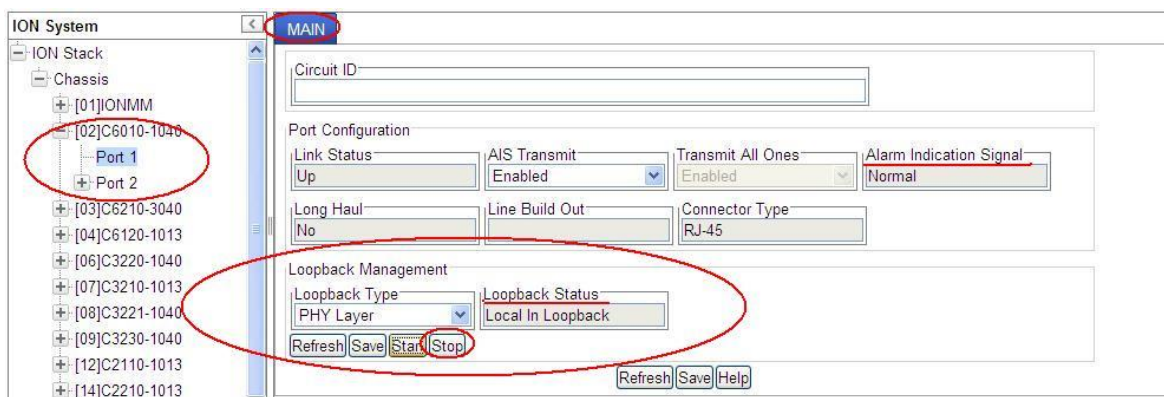 ION System
ION Stack
Chassis
[01]IONMM
[02]C6010-1040
Port 1
Port 2
[03]C6210-3040
[04]C6120-1013
[06]C3220-1040
[07]C3210-1013
[08]C3221-1040
[09]C3230-1040
[12]C2110-1013
[14]C2210-1013
MAIN
Circuit ID
Port Configuration
Link Status AIS Transmit Transmit All Ones Alarm Indication Signal
Up Enabled Enabled Normal
Long Haul Line Build Out Connector Type
No RJ-45
Loopback Management
Loopback Type Loopback Status
PHY Layer Local In Loopback
Refresh Save Start Stop
Refresh Save Help